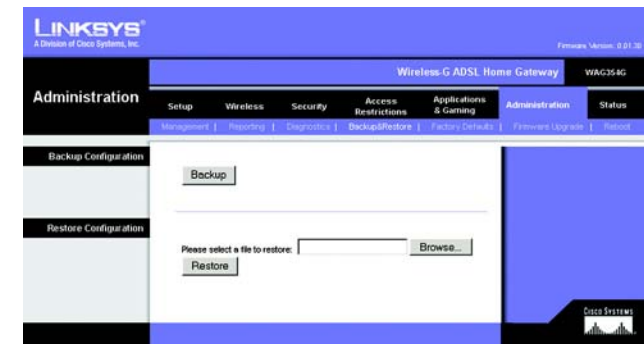 LINKSYS®
A Division of Cisco Systems, Inc.
Firmware Version: 0.01.30
Wireless-G ADSL Home Gateway WAG354G
Administration
Setup Wireless Security Access Restrictions Applications & Gaming Administration Status
Management | Reporting | Diagnostics | Backup&Restore | Factory Defaults | Firmware Upgrade | Reboot
Backup Configuration
Backup
Restore Configuration
Please select a file to restore: Browse...
Restore
CISCO SYSTEMS